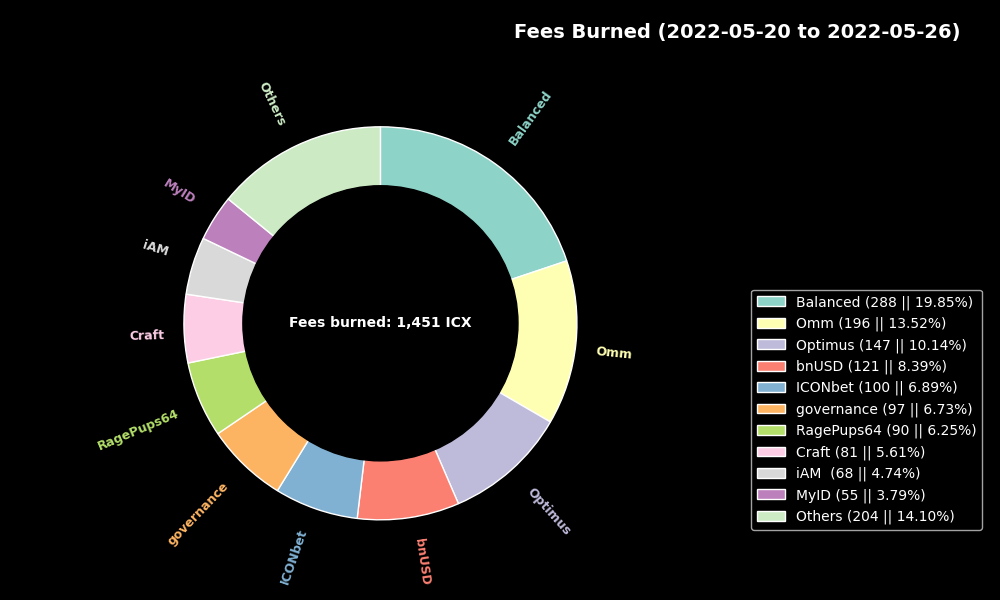 Fees Burned (2022-05-20 to 2022-05-26)
Others
Balanced
MyID
iAM
Craft
Fees burned: 1,451 ICX
Omm
RagePups64
governance
Optimus
ICONbet
bnUSD
Balanced (288 || 19.85%)
Omm (196 || 13.52%)
Optimus (147 || 10.14%)
bnUSD (121 || 8.39%)
ICONbet (100 || 6.89%)
governance (97 || 6.73%)
RagePups64 (90 || 6.25%)
Craft (81 || 5.61%)
iAM  (68 || 4.74%)
MyID (55 || 3.79%)
Others (204 || 14.10%)